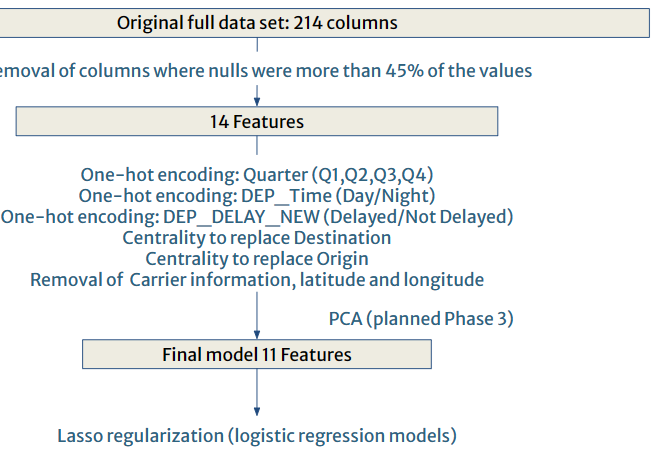 Original full data set: 214 columns
emoval of columns where nulls were more than 45% of the values
14 Features
One-hot encoding: Quarter (Q1,Q2,Q3,Q4)
One-hot encoding: DEP_Time (Day/Night)
One-hot encoding: DEP_DELAY_NEW (Delayed/Not Delayed)
Centrality to replace Destination
Centrality to replace Origin
Removal of Carrier information, latitude and longitude
PCA (planned Phase 3)
Final model 11 Features
Lasso regularization (logistic regression models)